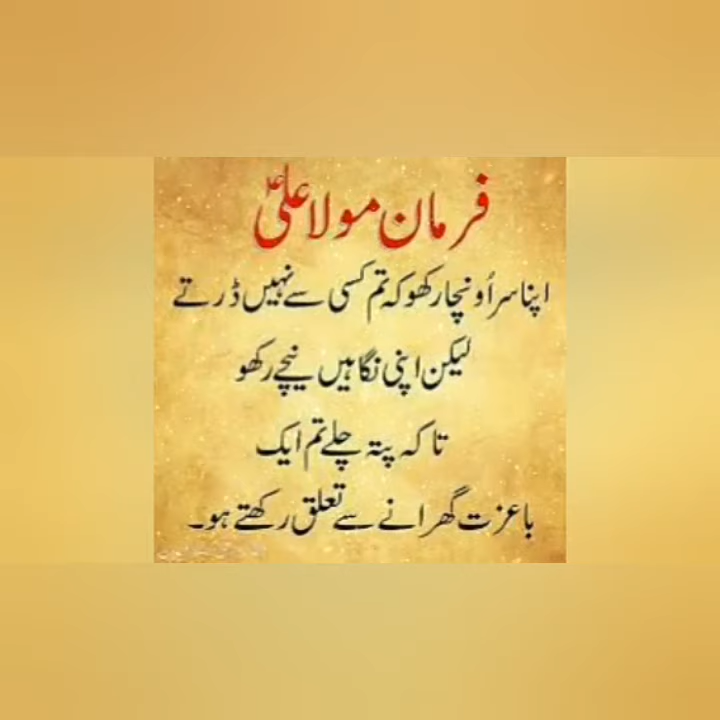 فرمان مولا علیؑ
اپنا سر اُونچا رکھو کہ تم کسی سے نہیں ڈرتے
لیکن اپنی نگاہیں نیچے رکھو
تاکہ پتہ چلے تم ایک
باعزت گھرانے سے تعلق رکھتے ہو۔